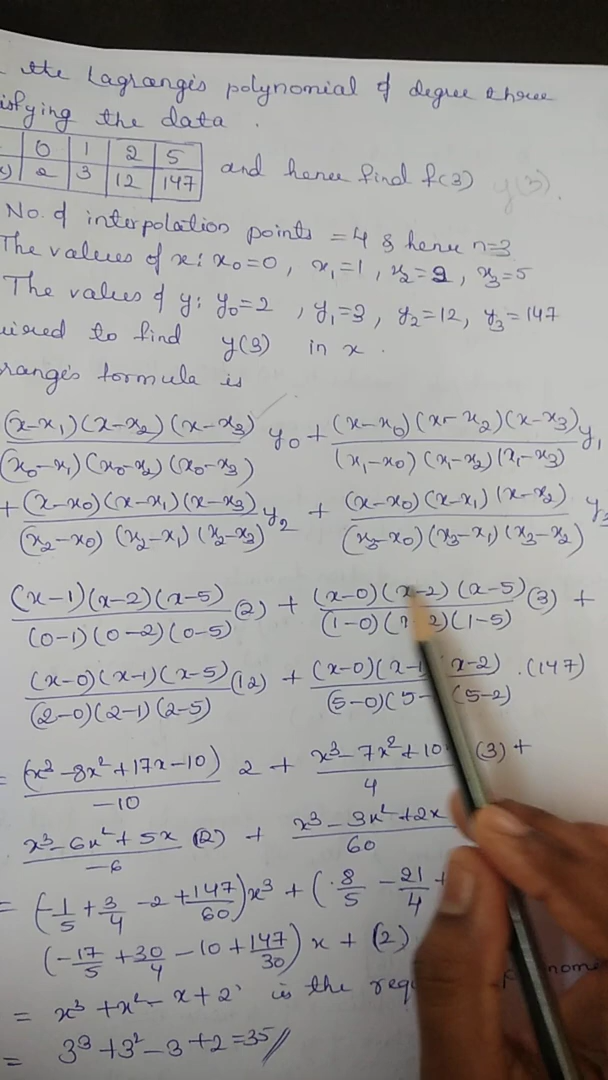 the Lagrange's polynomial of degree three
isfying the data.
0 1 2 5
2 3 12 147
and hence find f(3) y(3).
No. of interpolation points = 4 & hence n=3
The values of x: x₀=0, x₁=1, x₂=2, x₃=5
The values of y: y₀=2, y₁=3, y₂=12, y₃=147
uired to find y(3) in x.
range's formula is
(x-x₁)(x-x₂)(x-x₃)/(x₀-x₁)(x₀-x₂)(x₀-x₃) y₀ + (x-x₀)(x-x₂)(x-x₃)/(x₁-x₀)(x₁-x₂)(x₁-x₃) y₁
+ (x-x₀)(x-x₁)(x-x₃)/(x₂-x₀)(x₂-x₁)(x₂-x₃) y₂ + (x-x₀)(x-x₁)(x-x₂)/(x₃-x₀)(x₃-x₁)(x₃-x₂) y₃
(x-1)(x-2)(x-5)/(0-1)(0-2)(0-5) (2) + (x-0)(x-2)(x-5)/(1-0)( 2)(1-5) (3) +
(x-0)(x-1)(x-5)/(2-0)(2-1)(2-5) (12) + (x-0)(x-1 x-2)/(5-0)(5- (5-2) .(147)
= (x³-8x²+17x-10)/-10 2 + x³-7x²+10 /4 (3) +
x³-6x²+5x/-6 (12) + x³-3x²+2x/60
= (-1/5 + 3/4 - 2 + 147/60) x³ + (8/5 - 21/4 +
(-17/5 + 30/4 - 10 + 147/30) x + (2)
= x³ + x² - x + 2 is the req nomi
= 3³ + 3² - 3 + 2 = 35 //